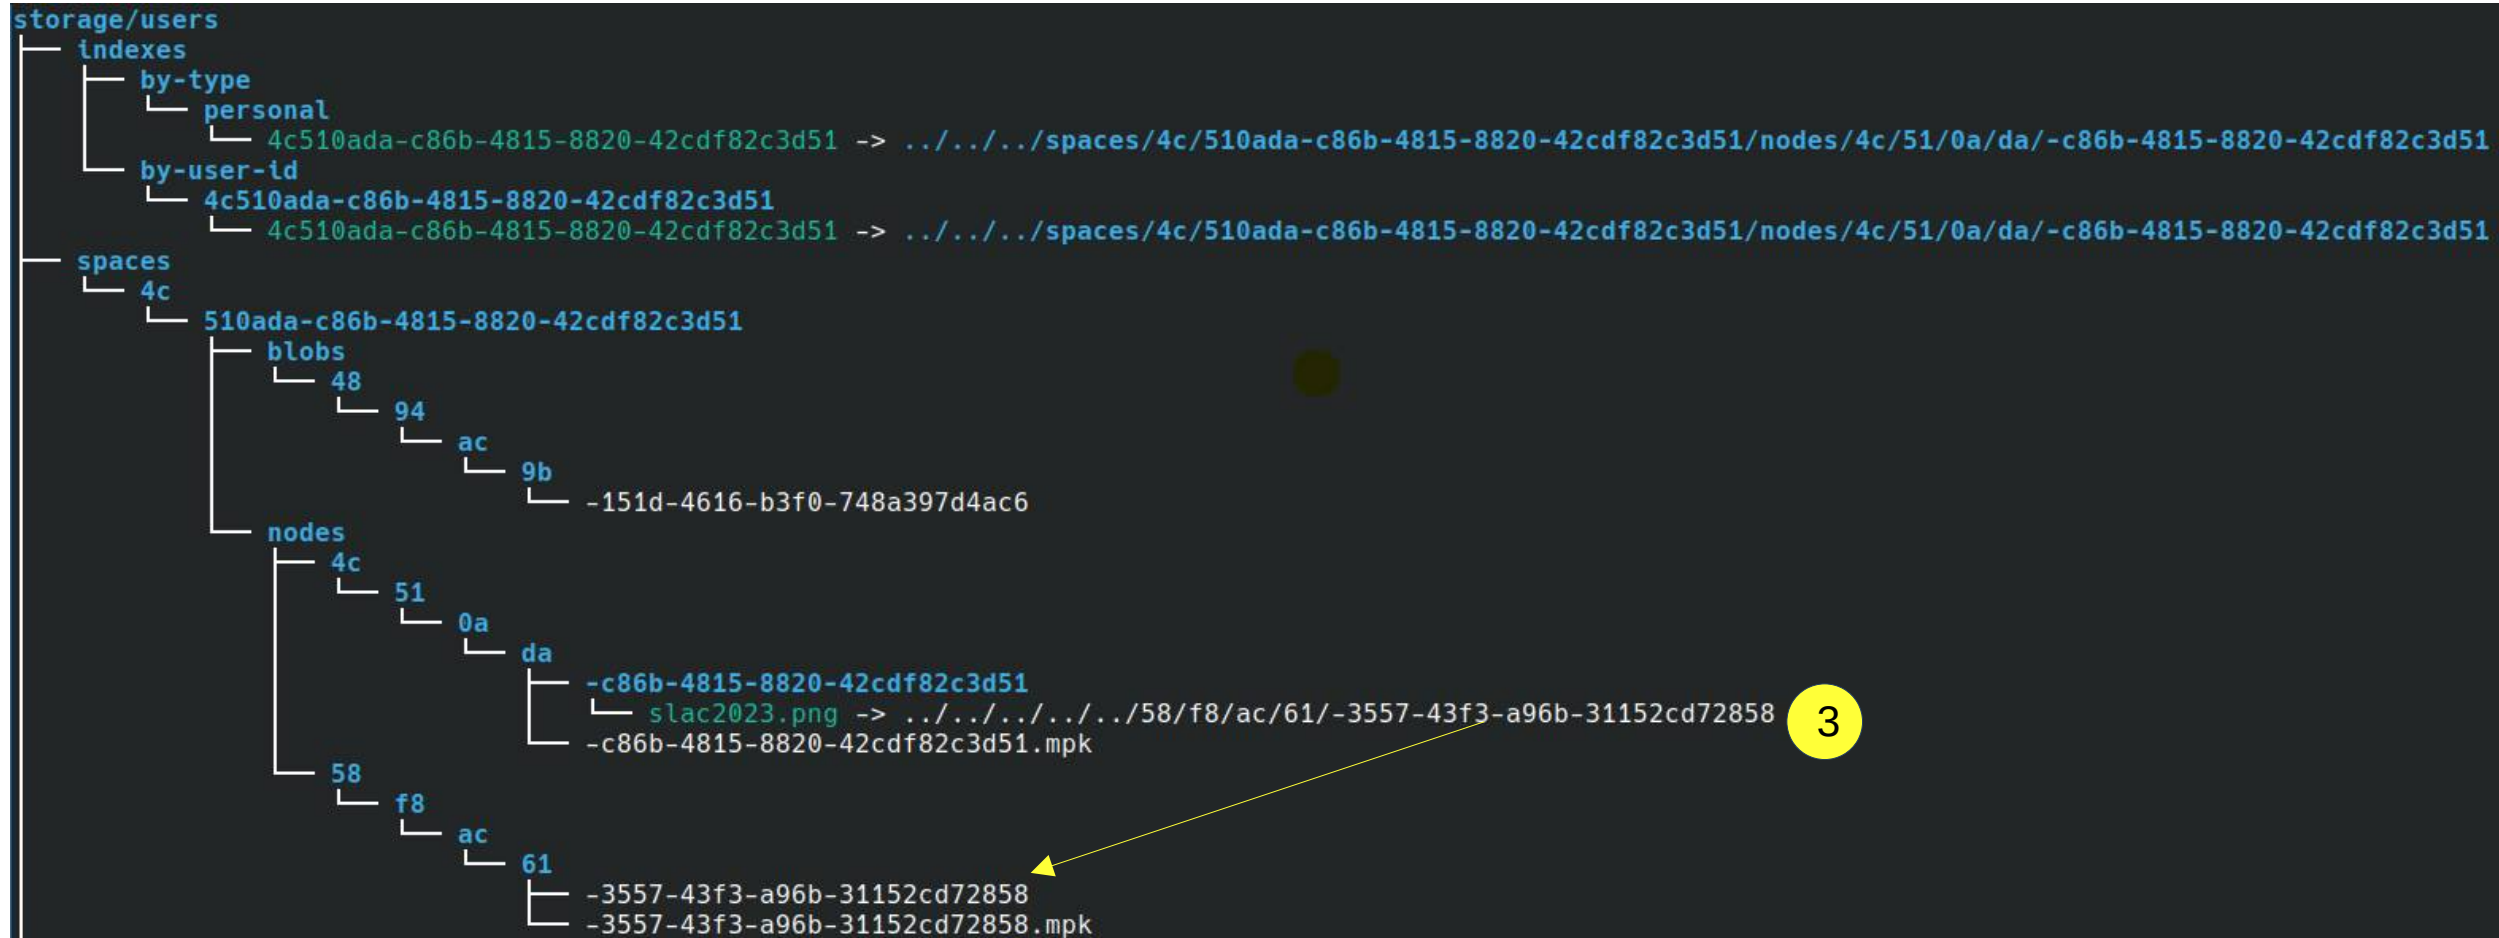 storage/users
indexes
by-type
personal
4c510ada-c86b-4815-8820-42cdf82c3d51 -> ../../../spaces/4c/510ada-c86b-4815-8820-42cdf82c3d51/nodes/4c/51/0a/da/-c86b-4815-8820-42cdf82c3d51
by-user-id
4c510ada-c86b-4815-8820-42cdf82c3d51
4c510ada-c86b-4815-8820-42cdf82c3d51 -> ../../../spaces/4c/510ada-c86b-4815-8820-42cdf82c3d51/nodes/4c/51/0a/da/-c86b-4815-8820-42cdf82c3d51
spaces
4c
510ada-c86b-4815-8820-42cdf82c3d51
blobs
48
94
ac
9b
-151d-4616-b3f0-748a397d4ac6
nodes
4c
51
0a
da
-c86b-4815-8820-42cdf82c3d51
slac2023.png -> ../../../../../58/f8/ac/61/-3557-43f3-a96b-31152cd72858 3
-c86b-4815-8820-42cdf82c3d51.mpk
58
f8
ac
61
-3557-43f3-a96b-31152cd72858
-3557-43f3-a96b-31152cd72858.mpk